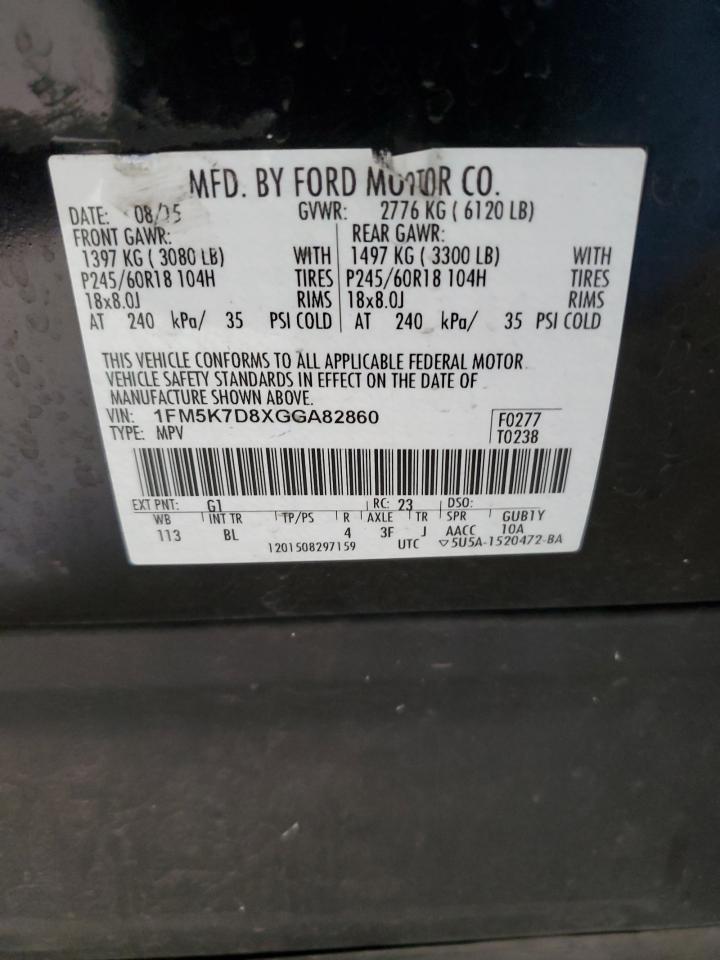 MFD. BY FORD MOTOR CO.
DATE: 08/15 GVWR: 2776 KG ( 6120 LB)
FRONT GAWR: REAR GAWR:
1397 KG ( 3080 LB) WITH 1497 KG ( 3300 LB) WITH
P245/60R18 104H TIRES P245/60R18 104H TIRES
18x8.0J RIMS 18x8.0J RIMS
AT 240 kPa/ 35 PSI COLD AT 240 kPa/ 35 PSI COLD
THIS VEHICLE CONFORMS TO ALL APPLICABLE FEDERAL MOTOR
VEHICLE SAFETY STANDARDS IN EFFECT ON THE DATE OF
MANUFACTURE SHOWN ABOVE.
VIN: 1FM5K7D8XGGA82860 F0277
TYPE: MPV T0238
EXT PNT: G1 RC: 23 DSO:
WB INT TR TP/PS R AXLE TR SPR GUB1Y
113 BL 4 3F J AACC 10A
1201508297159 UTC ▽5U5A-1520472-BA